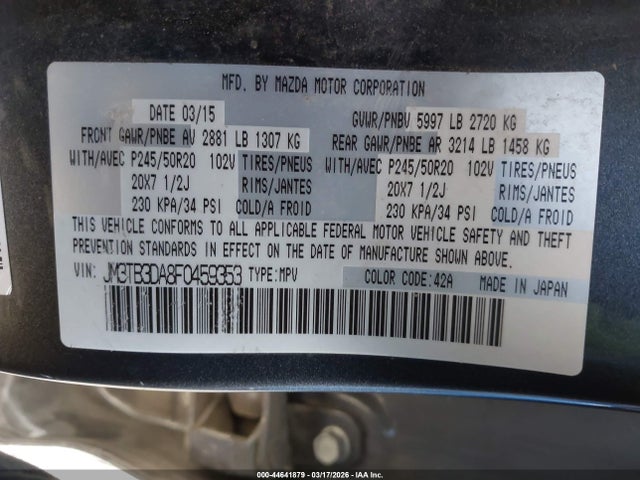 MFD. BY MAZDA MOTOR CORPORATION
DATE 03/15 GVWR/PNBV 5997 LB 2720 KG
FRONT GAWR/PNBE AV 2881 LB 1307 KG REAR GAWR/PNBE AR 3214 LB 1458 KG
WITH/AVEC P245/50R20 102V TIRES/PNEUS WITH/AVEC P245/50R20 102V TIRES/PNEUS
20X7 1/2J RIMS/JANTES 20X7 1/2J RIMS/JANTES
230 KPA/34 PSI COLD/A FROID 230 KPA/34 PSI COLD/A FROID
THIS VEHICLE CONFORMS TO ALL APPLICABLE FEDERAL MOTOR VEHICLE SAFETY AND THEFT
PREVENTION STANDARDS IN EFFECT ON THE DATE OF MANUFACTURE SHOWN ABOVE.
VIN: JM3TB3DA8F0459353 TYPE:MPV COLOR CODE:42A MADE IN JAPAN
000-44641879 - 03/17/2026 - IAA Inc.